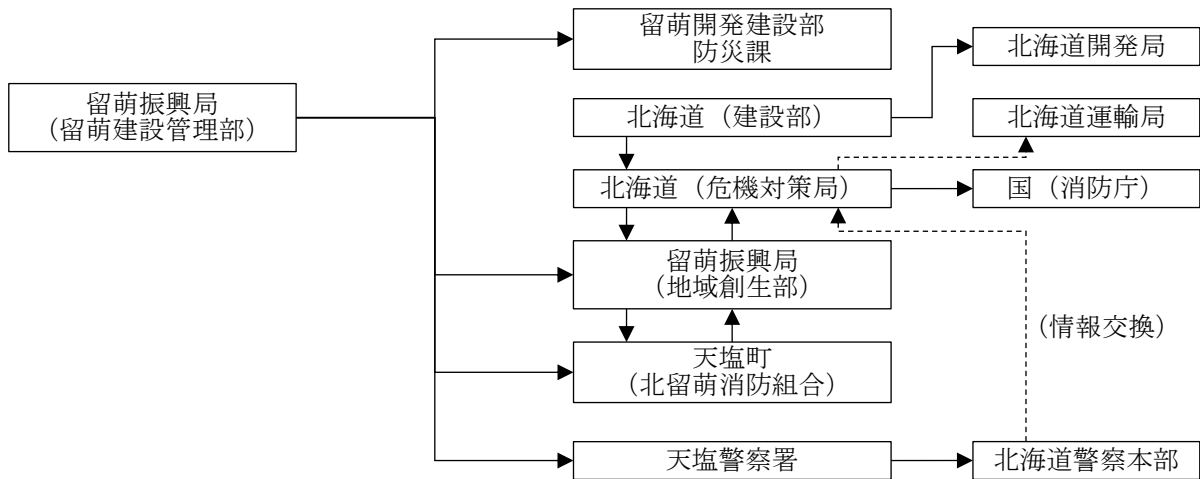 留萌開発建設部
防災課
北海道開発局
留萌振興局
（留萌建設管理部）
北海道（建設部）
北海道運輸局
北海道（危機対策局）
国（消防庁）
留萌振興局
（地域創生部）
（情報交換）
天塩町
（北留萌消防組合）
天塩警察署
北海道警察本部